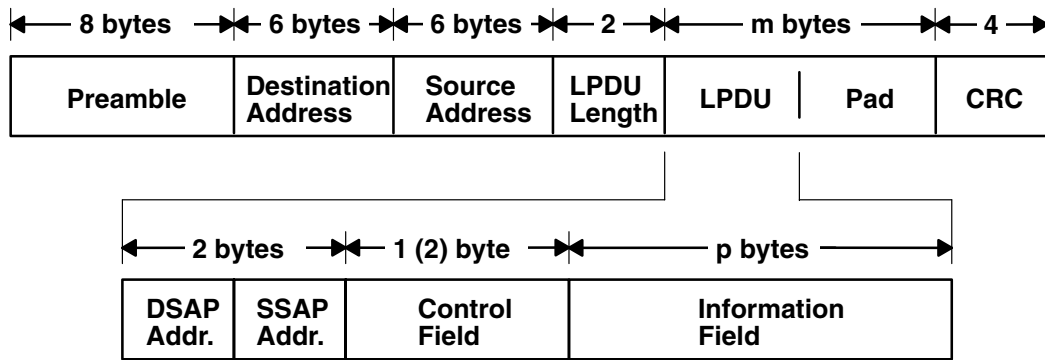 8 bytes 6 bytes 6 bytes 2 m bytes 4
Preamble Destination Address Source Address LPDU Length LPDU Pad CRC
2 bytes 1 (2) byte p bytes
DSAP Addr. SSAP Addr. Control Field Information Field